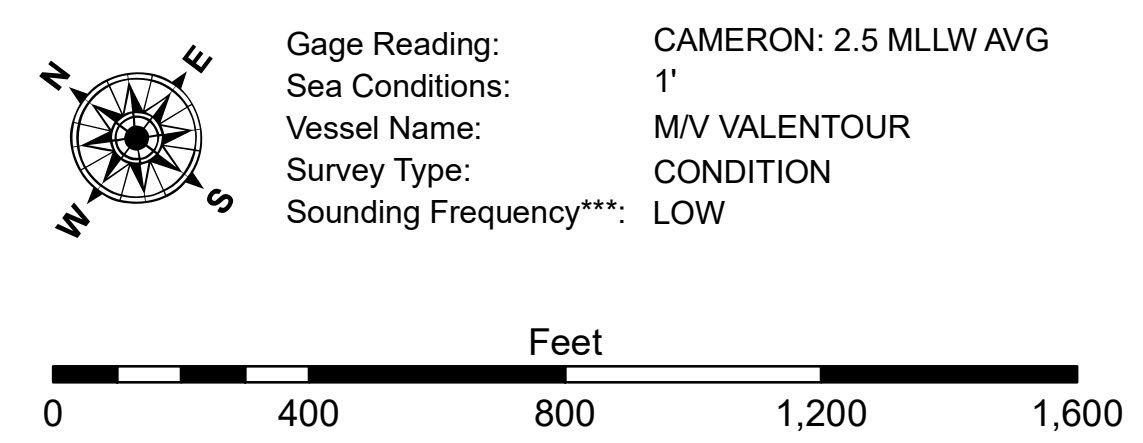 N E
W S
Gage Reading: CAMERON: 2.5 MLLW AVG
Sea Conditions: 1'
Vessel Name: M/V VALENTOUR
Survey Type: CONDITION
Sounding Frequency***: LOW
Feet
0 400 800 1,200 1,600